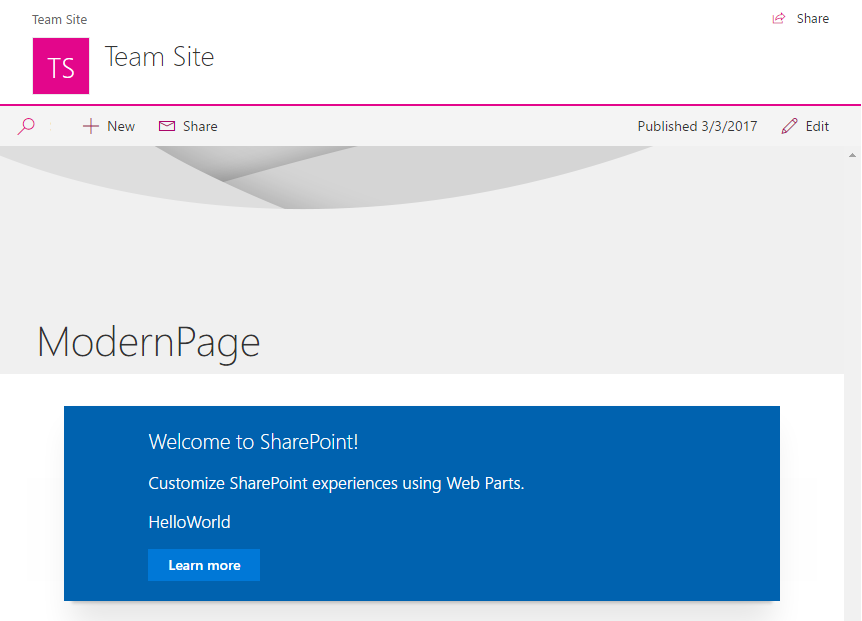 Team Site
Share
TS
Team Site
New
Share
Published 3/3/2017
Edit
ModernPage
Welcome to SharePoint!
Customize SharePoint experiences using Web Parts.
HelloWorld
Learn more